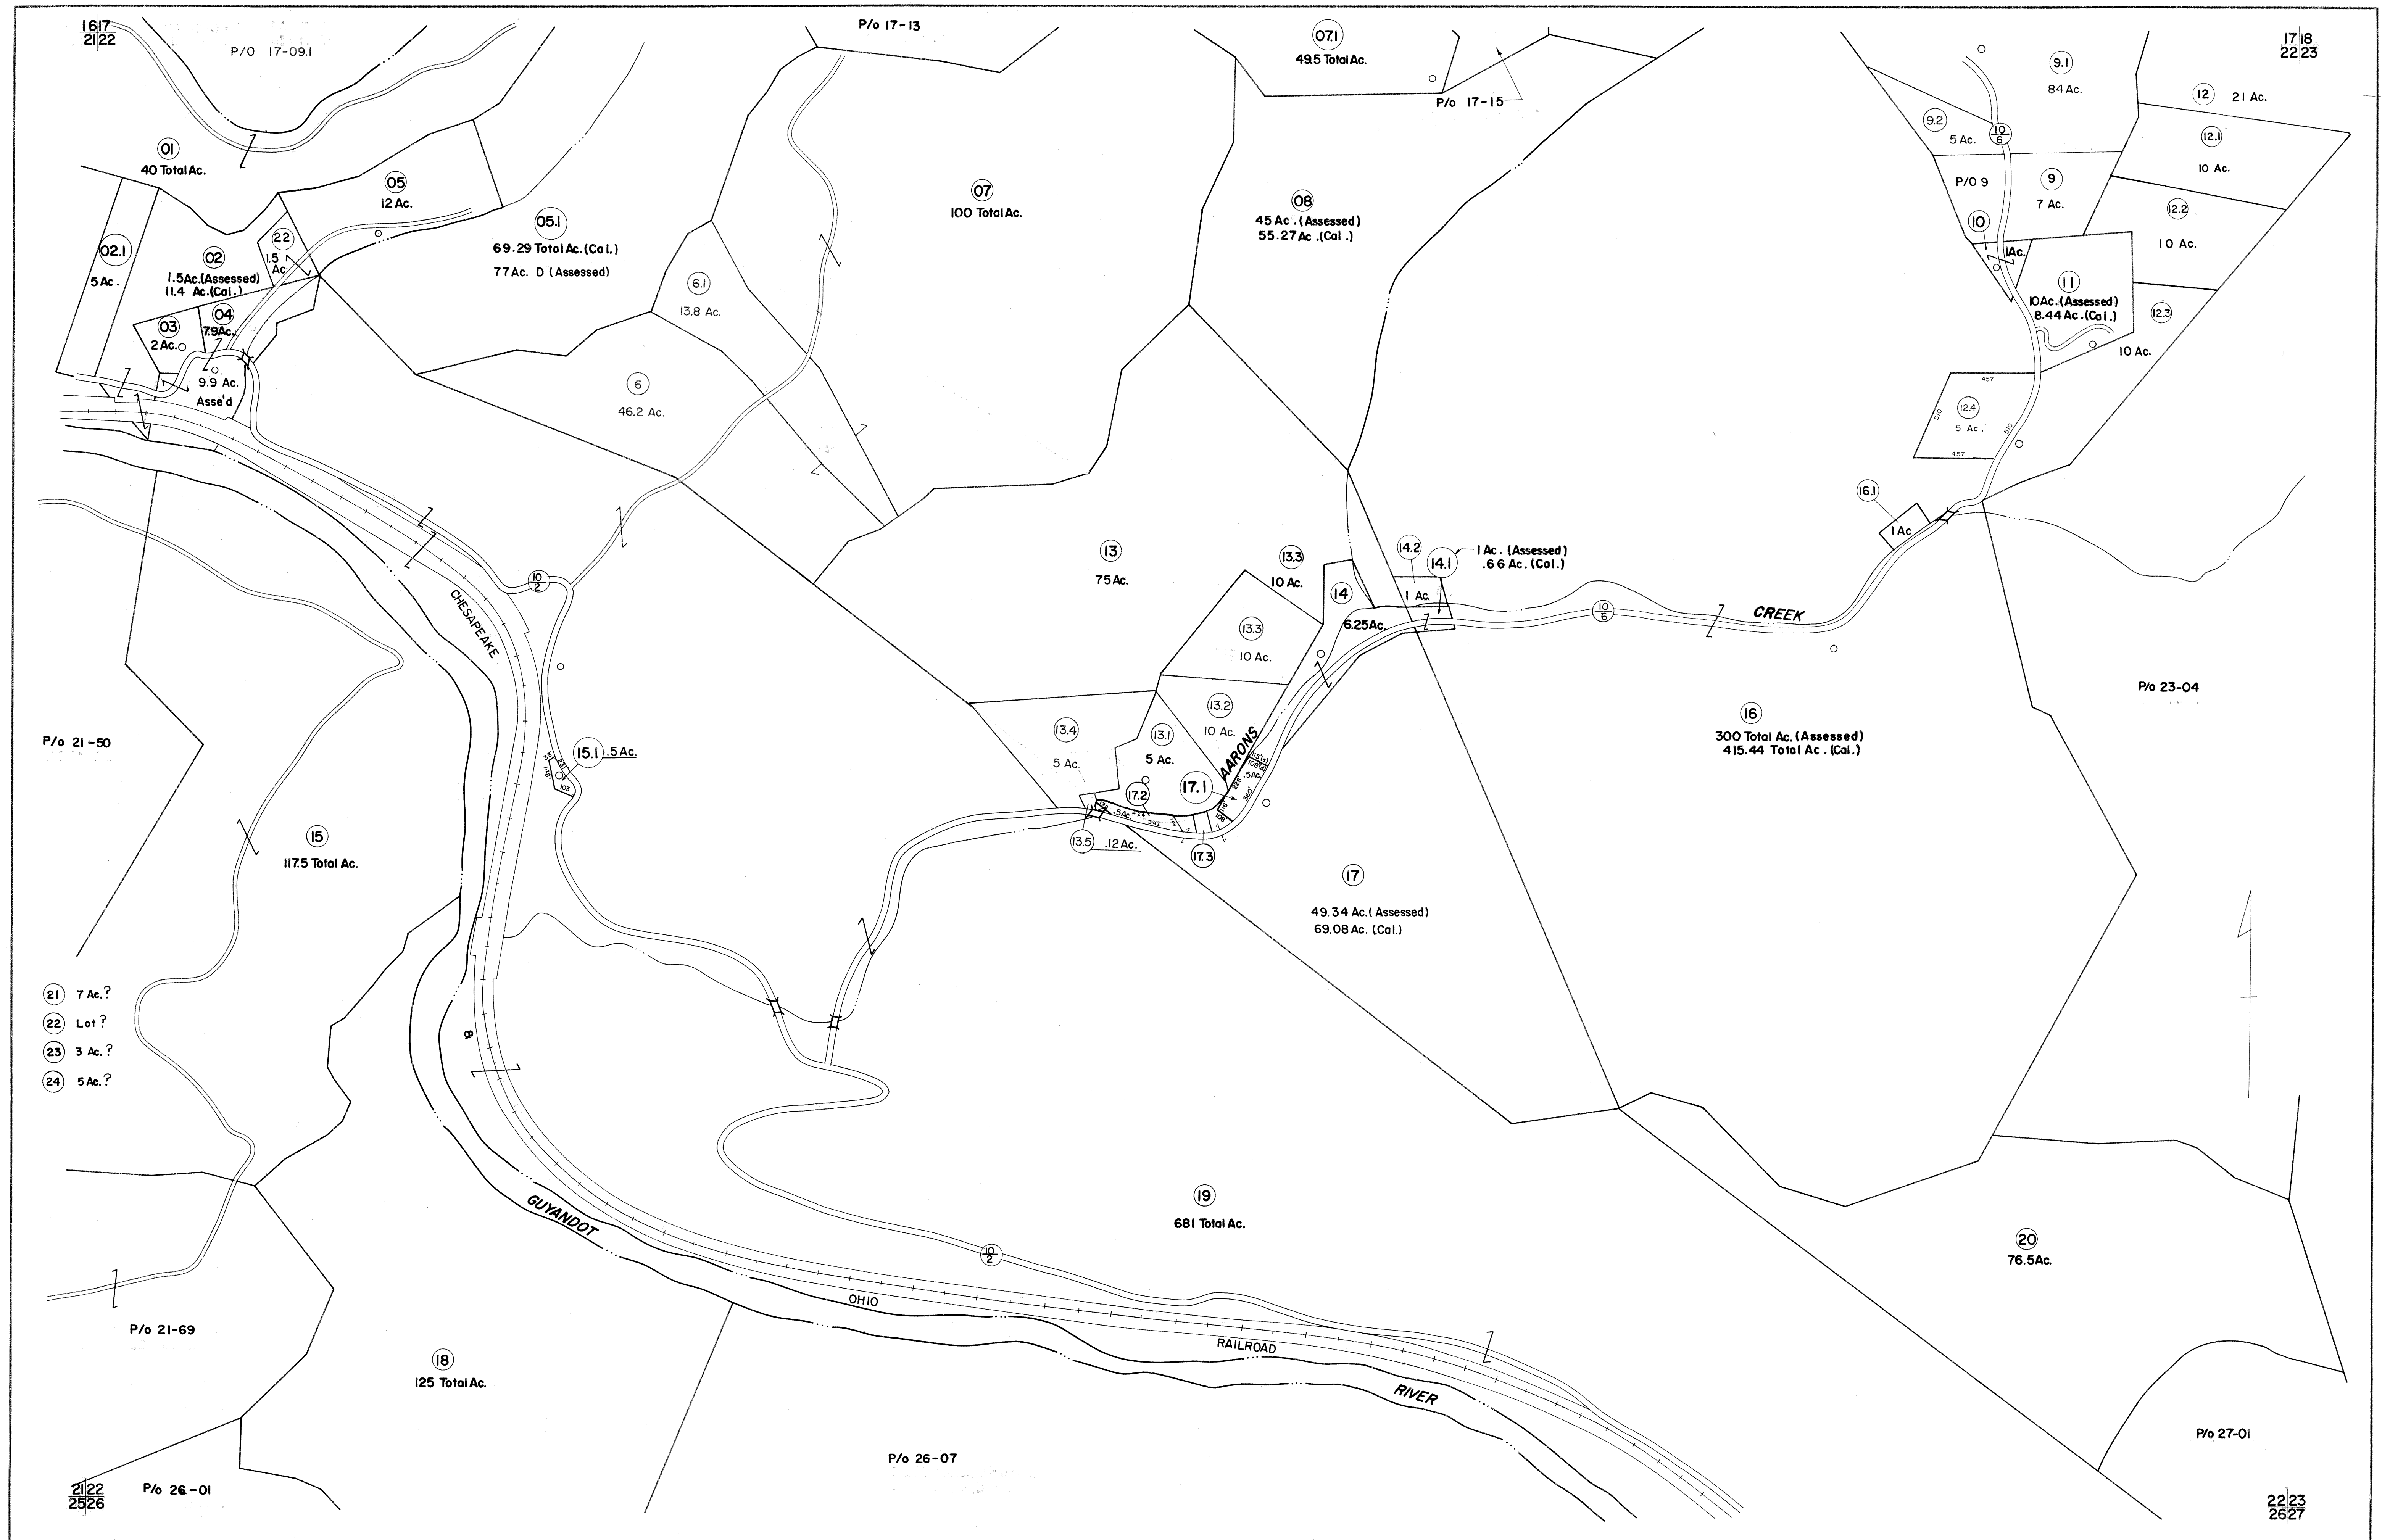 16 17
21 22
P/O 17-09.1
P/o 17-13
07.1
49.5 Total Ac.
P/o 17-15
17 18
22 23
9.1
84 Ac.
12 21 Ac.
9.2
5 Ac.
10
6
12.1
10 Ac.
01
40 Total Ac.
05
12 Ac.
05.1
69.29 Total Ac. (Cal.)
77 Ac. D (Assessed)
07
100 Total Ac.
08
45 Ac. (Assessed)
55.27 Ac. (Cal.)
P/O 9
9
7 Ac.
12.2
10 Ac.
10
1Ac.
02.1
5 Ac.
02
1.5 Ac. (Assessed)
11.4 Ac. (Cal.)
22
1.5
Ac
03
2 Ac.
04
7.9 Ac.
9.9 Ac.
Asse'd
6.1
13.8 Ac.
6
46.2 Ac.
11
10 Ac. (Assessed)
8.44 Ac. (Cal.)
12.3
10 Ac.
457
510
12.4
5 Ac.
510
457
16.1
1 Ac
13
75 Ac.
13.3
10 Ac.
14.2
14.1
1 Ac. (Assessed)
.66 Ac. (Cal.)
14
1 Ac.
6.25 Ac.
10
6
CREEK
10
2
CHESAPEAKE
13.3
10 Ac.
13.2
10 Ac.
13.4
5 Ac.
13.1
5 Ac.
AARONS
16
300 Total Ac. (Assessed)
415.44 Total Ac. (Cal.)
P/o 23-04
P/o 21-50
15.1 .5 Ac.
148
103
17.1
17.2
.5Ac.
.5Ac.
228
360'
108
13.5 .12 Ac.
17.3
15
117.5 Total Ac.
17
49.34 Ac. (Assessed)
69.08 Ac. (Cal.)
21 7 Ac.?
22 Lot?
23 3 Ac.?
24 5 Ac.?
&
GUYANDOT
19
681 Total Ac.
10
2
20
76.5 Ac.
OHIO
RAILROAD
RIVER
P/o 21-69
18
125 Total Ac.
P/o 26-07
P/o 27-01
21 22
25 26
P/o 26-01
22 23
26 27